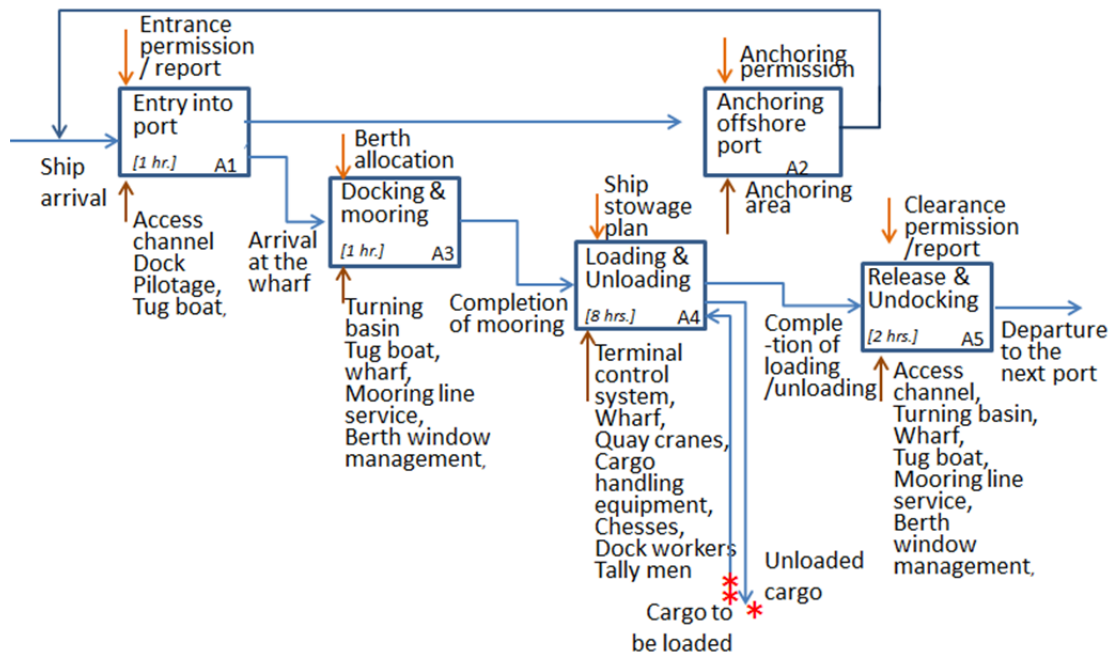 Entrance
permission
/ report
Entry into
port
[1 hr.] A1
Ship
arrival
Access
channel
Dock
Pilotage,
Tug boat,
Anchoring
permission
Anchoring
offshore
port
A2
Anchoring
area
Berth
allocation
Docking &
mooring
[1 hr.] A3
Arrival
at the
wharf
Turning
basin
Tug boat,
wharf,
Mooring line
service,
Berth window
management,
Ship
stowage
plan
Loading &
Unloading
[8 hrs.] A4
Completion
of mooring
Terminal
control
system,
Wharf,
Quay cranes,
Cargo
handling
equipment,
Chesses,
Dock workers
Tally men
Clearance
permission
/report
Release &
Undocking
[2 hrs.] A5
Comple
-tion of
loading
/unloading
Departure
to the
next port
Access
channel,
Turning basin,
Wharf,
Tug boat,
Mooring line
service,
Berth
window
management,
Unloaded
cargo
*
*
*
Cargo to
be loaded